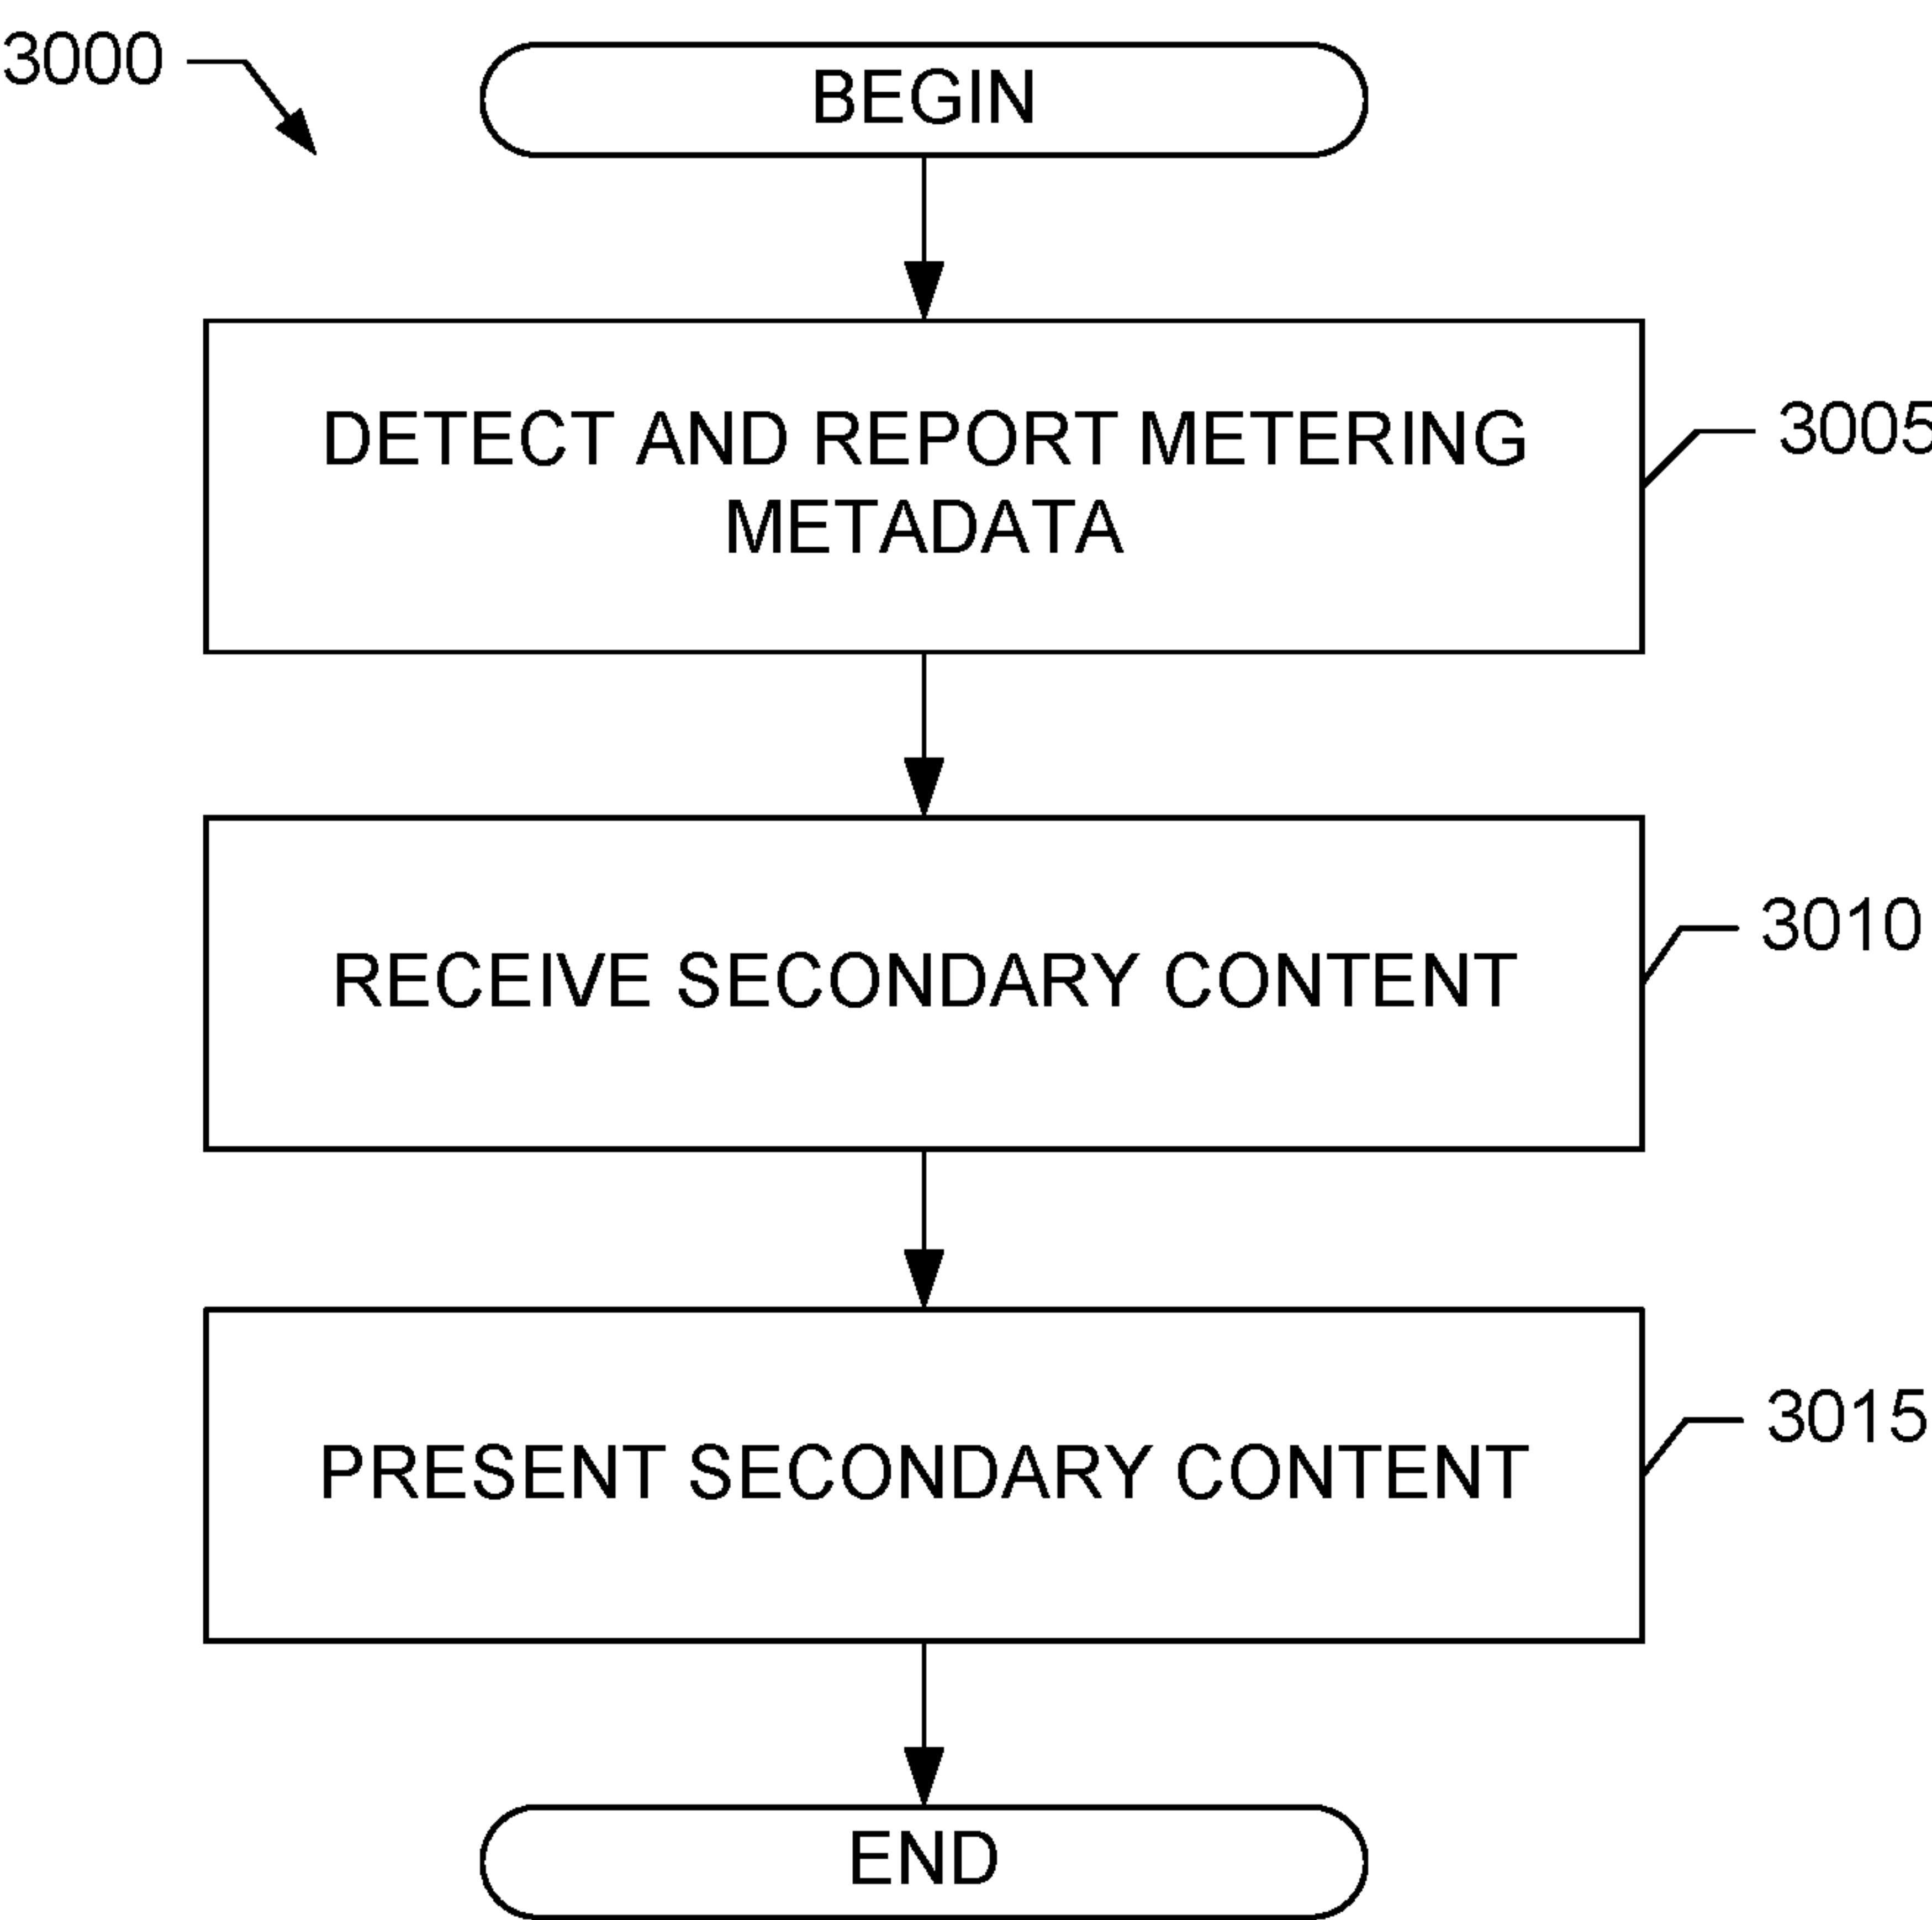 3000
BEGIN
DETECT AND REPORT METERING
METADATA
3005
RECEIVE SECONDARY CONTENT
3010
PRESENT SECONDARY CONTENT
3015
END